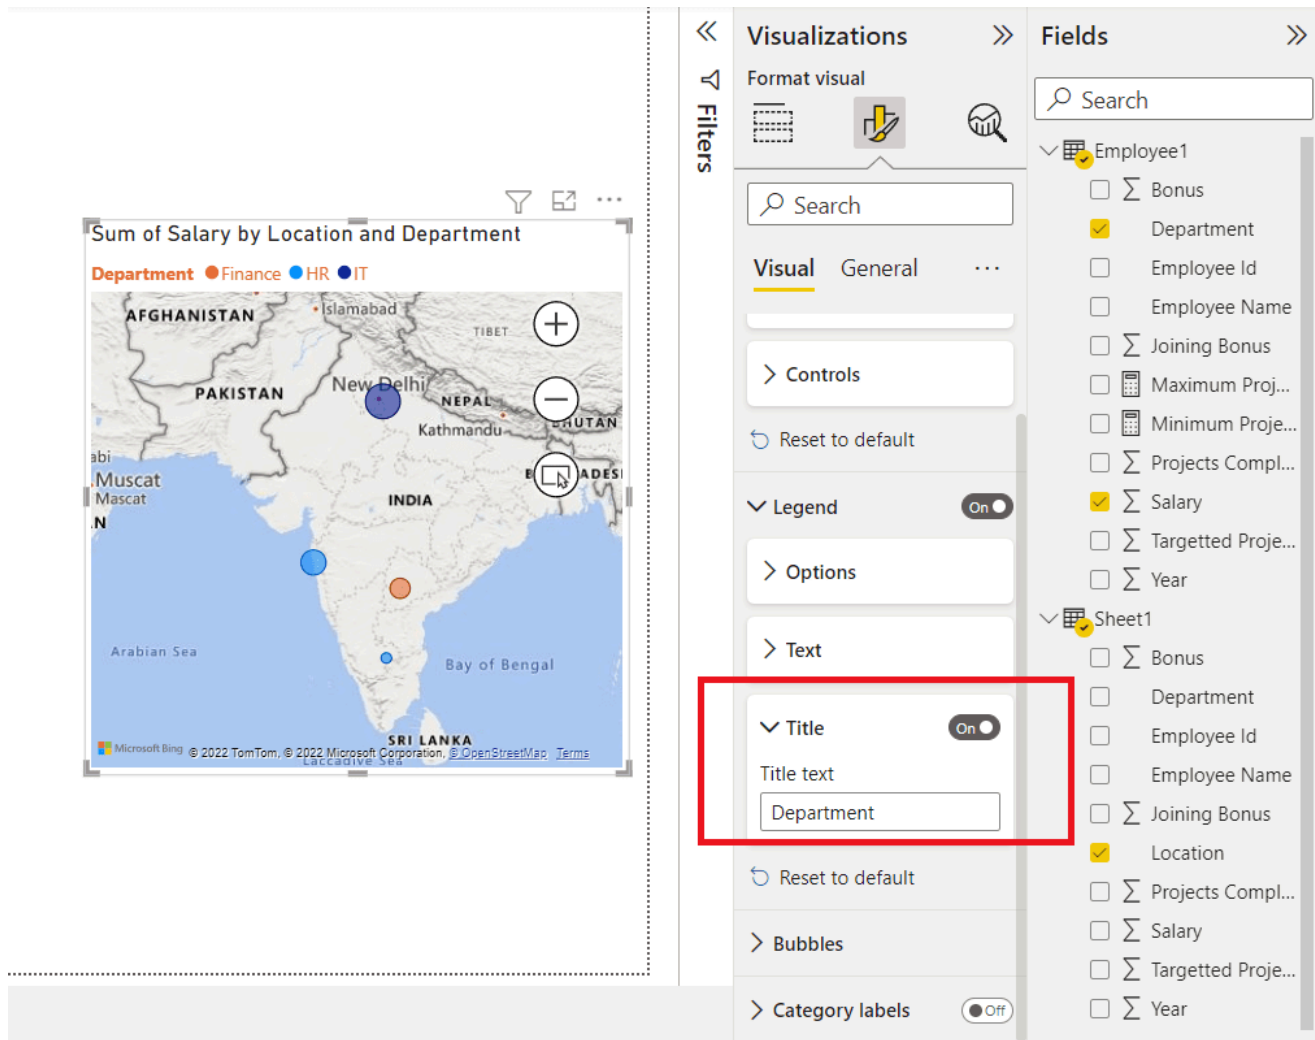 Sum of Salary by Location and Department
Department Finance HR IT
AFGHANISTAN
Islamabad
TIBET
PAKISTAN
New Delhi
NEPAL
Kathmandu
HUTAN
abi
Muscat
Mascat
ADES
N
INDIA
Arabian Sea
Bay of Bengal
SRI LANKA
Laccadive Sea
Microsoft Bing © 2022 TomTom, © 2022 Microsoft Corporation, © OpenStreetMap Terms
Filters
Visualizations
Format visual
Search
Visual General
Controls
Reset to default
Legend On
Options
Text
Title On
Title text
Department
Reset to default
Bubbles
Category labels Off
Fields
Search
Employee1
Bonus
Department
Employee Id
Employee Name
Joining Bonus
Maximum Proj...
Minimum Proje...
Projects Compl...
Salary
Targetted Proje...
Year
Sheet1
Bonus
Department
Employee Id
Employee Name
Joining Bonus
Location
Projects Compl...
Salary
Targetted Proje...
Year